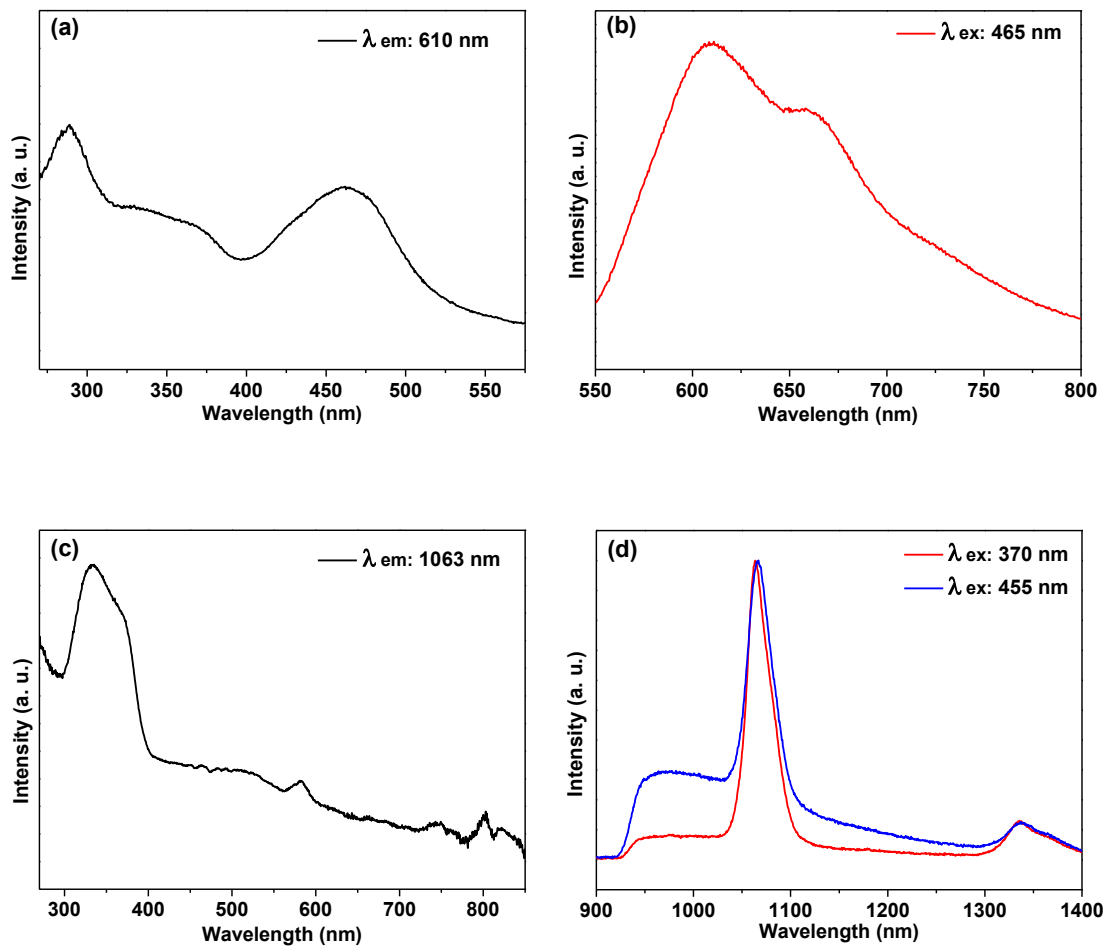 (a)
λ em: 610 nm
Intensity (a. u.)
300 350 400 450 500 550
Wavelength (nm)
(b)
λ ex: 465 nm
Intensity (a. u.)
550 600 650 700 750 800
Wavelength (nm)
(c)
λ em: 1063 nm
Intensity (a. u.)
300 400 500 600 700 800
Wavelength (nm)
(d)
λ ex: 370 nm
λ ex: 455 nm
Intensity (a. u.)
900 1000 1100 1200 1300 1400
Wavelength (nm)